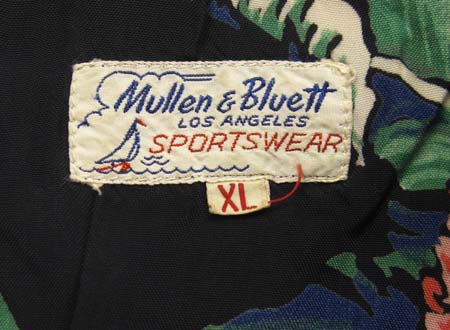 Mullen & Bluett
LOS ANGELES
SPORTSWEAR
XL